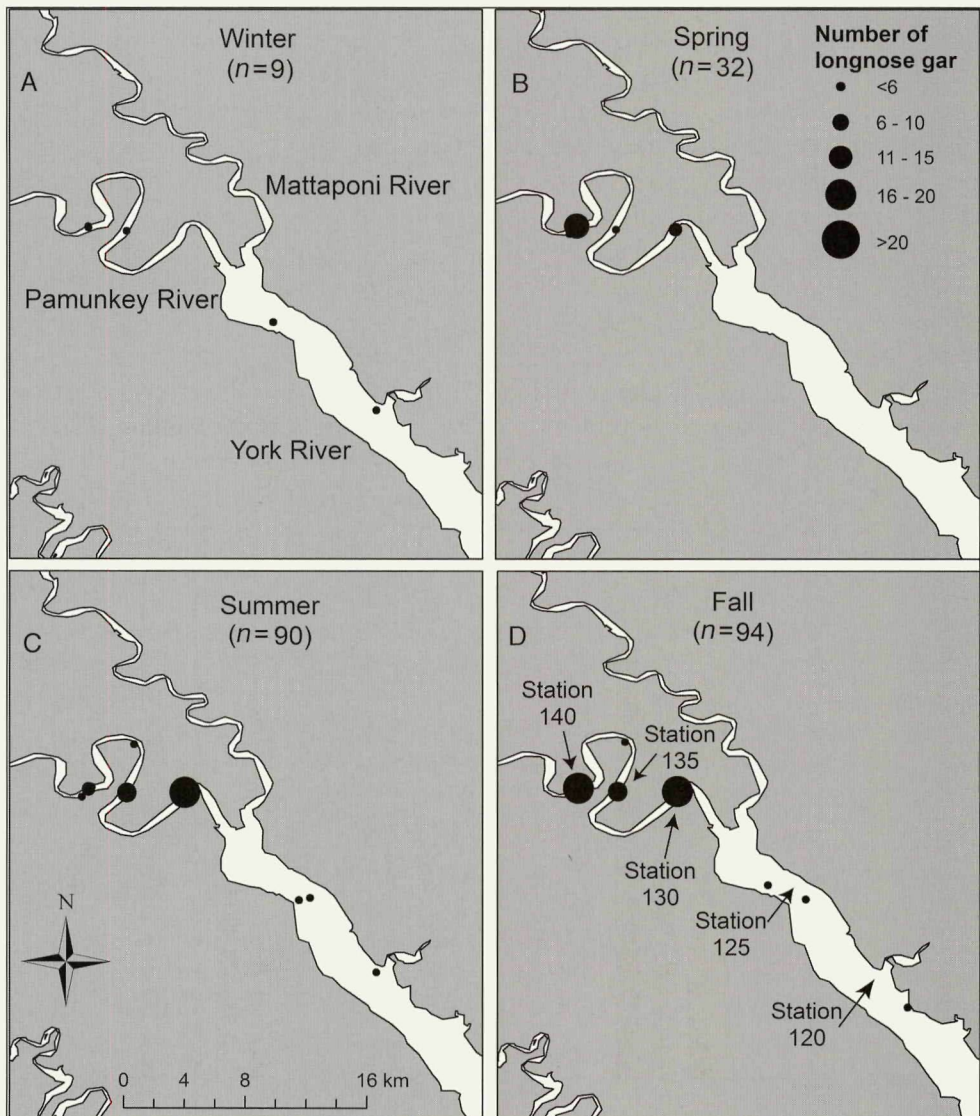 A
Winter
(n=9)
Mattaponi River
Pamunkey River
York River
B
Spring
(n=32)
Number of
longnose gar
<6
6 - 10
11 - 15
16 - 20
>20
C
Summer
(n=90)
N
0 4 8 16 km
D
Fall
(n=94)
Station
140
Station
135
Station
130
Station
125
Station
120